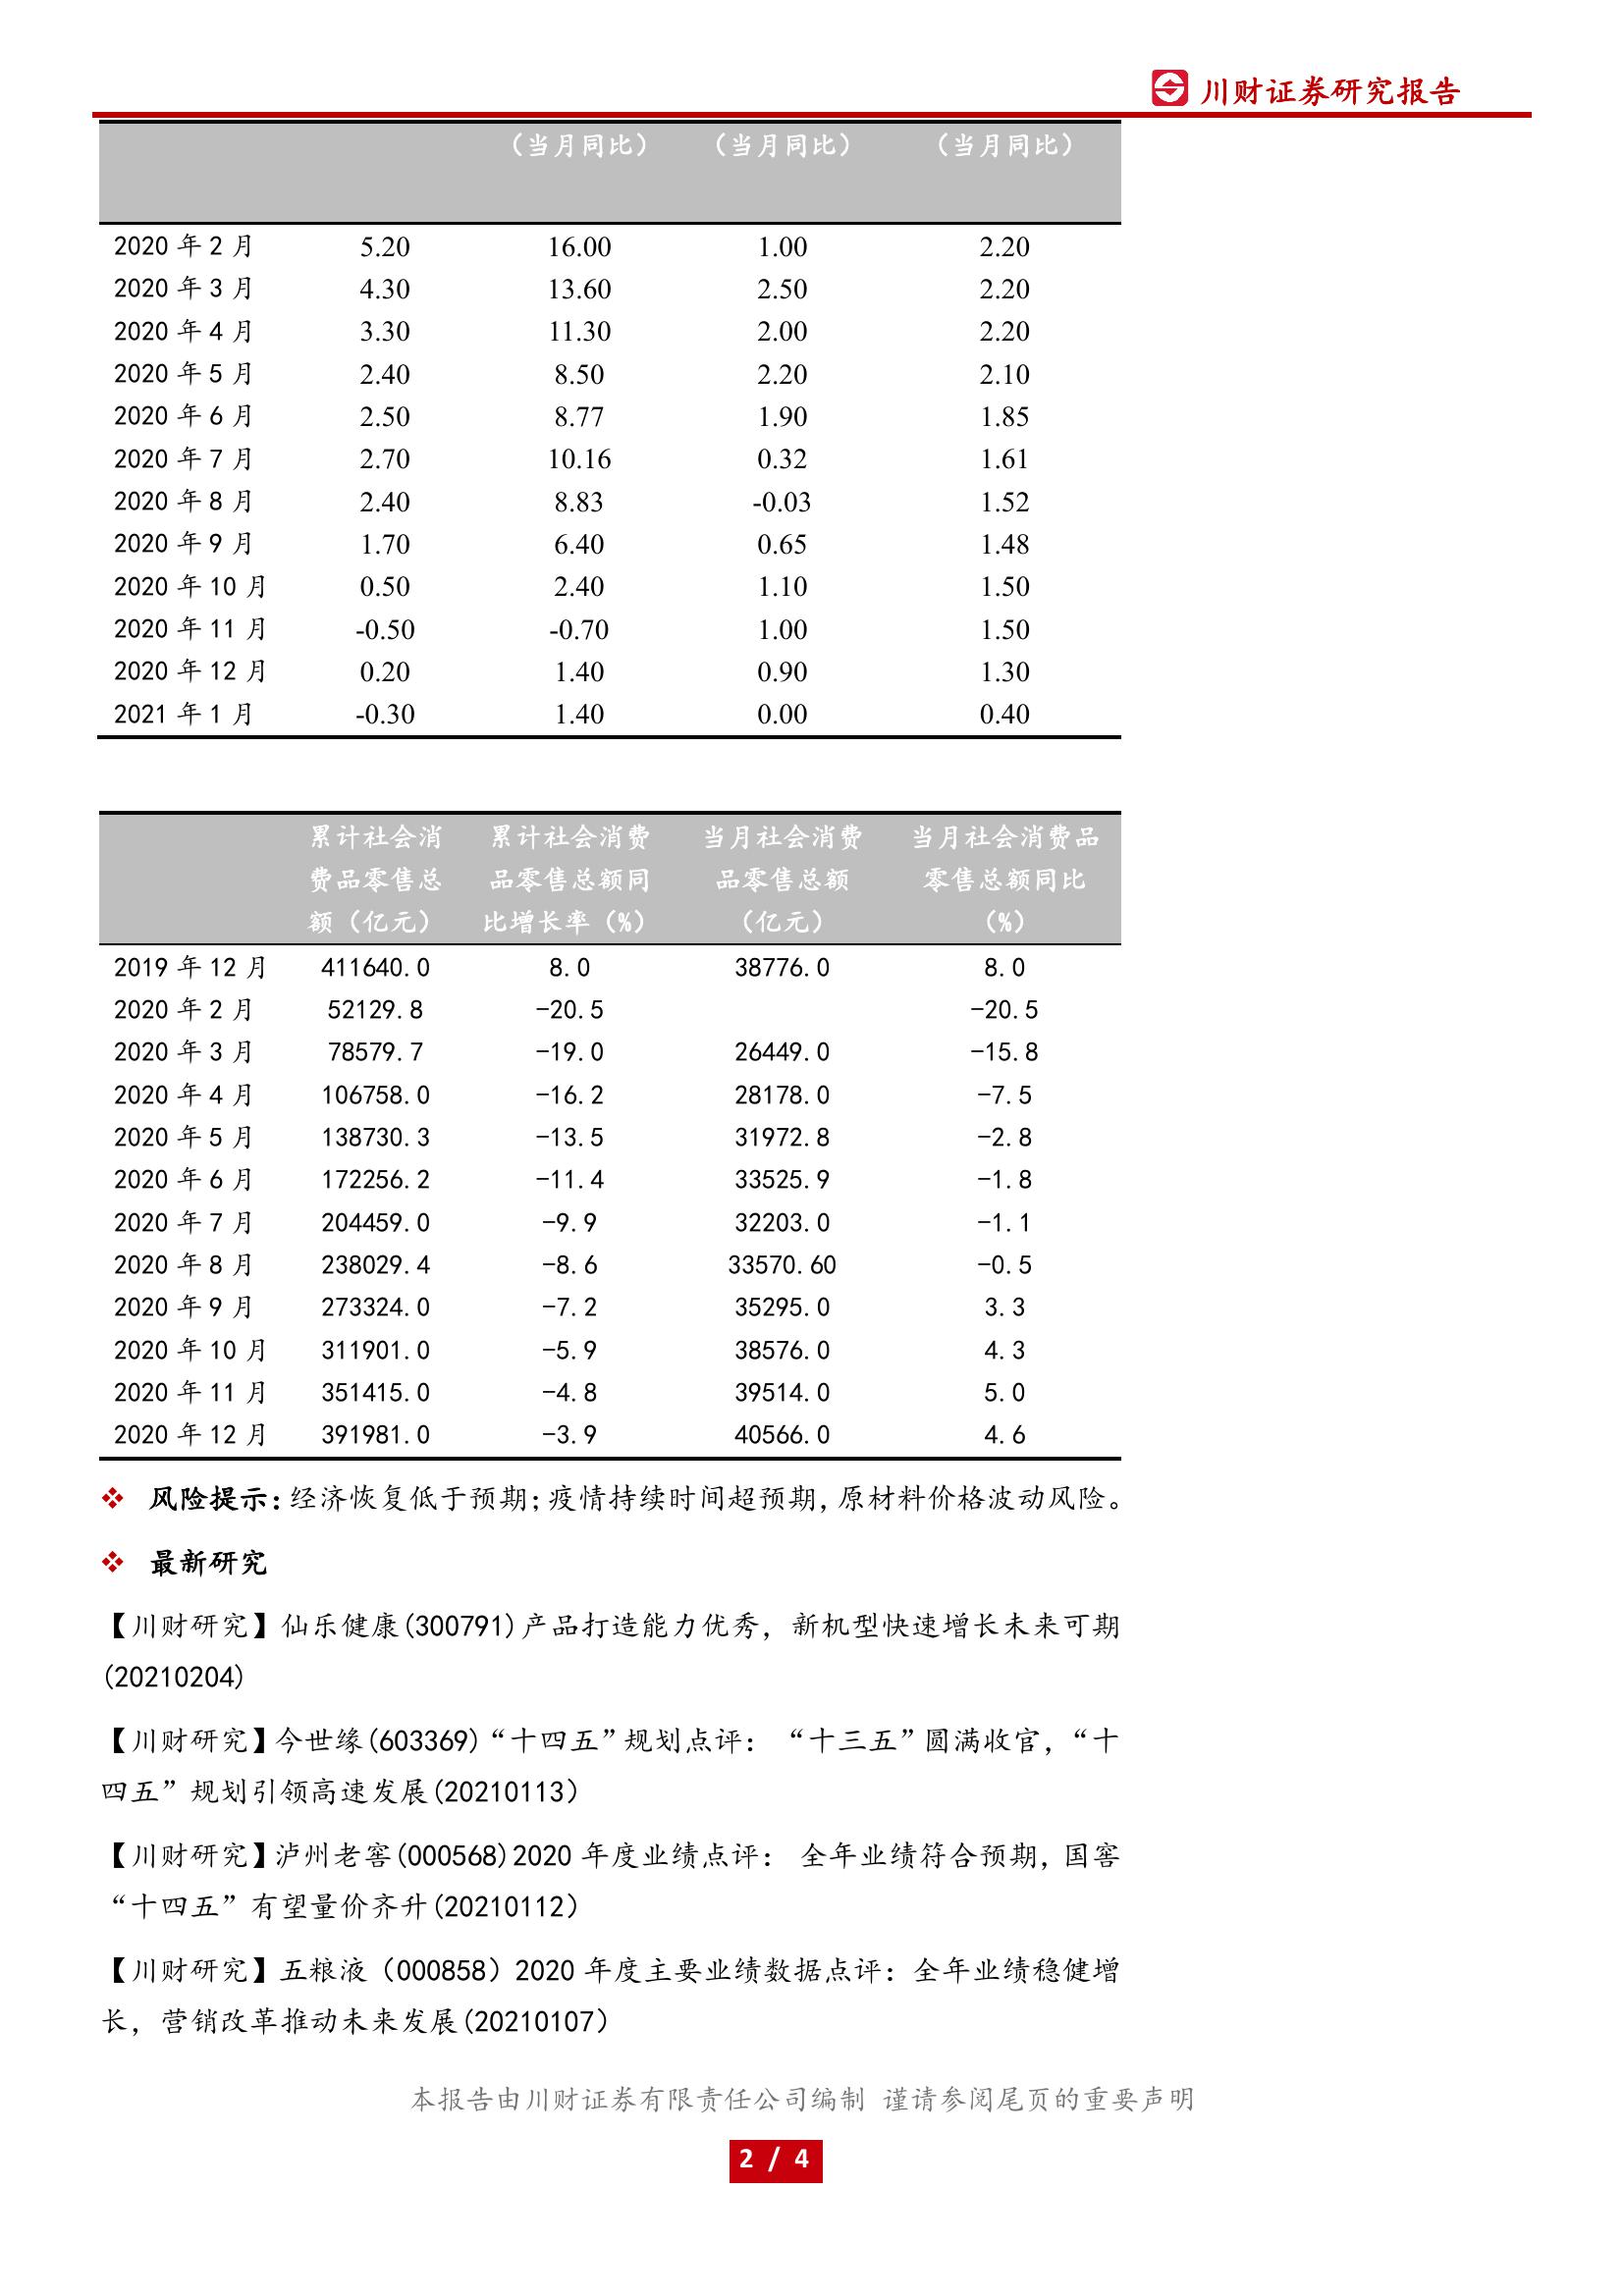 川财证券研究报告
（当月同比） （当月同比） （当月同比）
2020 年 2 月 5.20 16.00 1.00 2.20
2020 年 3 月 4.30 13.60 2.50 2.20
2020 年 4 月 3.30 11.30 2.00 2.20
2020 年 5 月 2.40 8.50 2.20 2.10
2020 年 6 月 2.50 8.77 1.90 1.85
2020 年 7 月 2.70 10.16 0.32 1.61
2020 年 8 月 2.40 8.83 -0.03 1.52
2020 年 9 月 1.70 6.40 0.65 1.48
2020 年 10 月 0.50 2.40 1.10 1.50
2020 年 11 月 -0.50 -0.70 1.00 1.50
2020 年 12 月 0.20 1.40 0.90 1.30
2021 年 1 月 -0.30 1.40 0.00 0.40
累计社会消 累计社会消费 当月社会消费 当月社会消费品
费品零售总 品零售总额同 品零售总额 零售总额同比
额（亿元） 比增长率（%） （亿元） （%）
2019 年 12 月 411640.0 8.0 38776.0 8.0
2020 年 2 月 52129.8 -20.5 -20.5
2020 年 3 月 78579.7 -19.0 26449.0 -15.8
2020 年 4 月 106758.0 -16.2 28178.0 -7.5
2020 年 5 月 138730.3 -13.5 31972.8 -2.8
2020 年 6 月 172256.2 -11.4 33525.9 -1.8
2020 年 7 月 204459.0 -9.9 32203.0 -1.1
2020 年 8 月 238029.4 -8.6 33570.60 -0.5
2020 年 9 月 273324.0 -7.2 35295.0 3.3
2020 年 10 月 311901.0 -5.9 38576.0 4.3
2020 年 11 月 351415.0 -4.8 39514.0 5.0
2020 年 12 月 391981.0 -3.9 40566.0 4.6
❖ 风险提示：经济恢复低于预期；疫情持续时间超预期，原材料价格波动风险。
❖ 最新研究
【川财研究】仙乐健康(300791)产品打造能力优秀，新机型快速增长未来可期
(20210204)
【川财研究】今世缘(603369)“十四五”规划点评： “十三五”圆满收官，“十
四五”规划引领高速发展(20210113）
【川财研究】泸州老窖(000568)2020 年度业绩点评： 全年业绩符合预期，国窖
“十四五”有望量价齐升(20210112）
【川财研究】五粮液（000858）2020 年度主要业绩数据点评：全年业绩稳健增
长，营销改革推动未来发展(20210107）
本报告由川财证券有限责任公司编制 谨请参阅尾页的重要声明
2 / 4